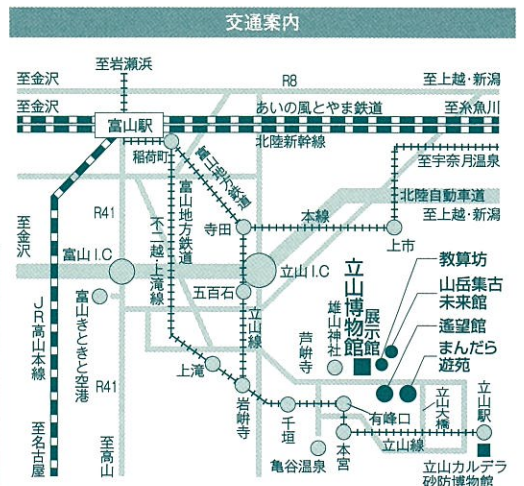 交通案内
至岩瀬浜
至金沢
R8
至上越・新潟
至金沢
あいの風とやま鉄道
至糸魚川
富山駅
北陸新幹線
稲荷町
富山地方鉄道
至宇奈月温泉
富山地方鉄道
不二越・上滝線
北陸自動車道
R41
寺田
本線
至上越・新潟
至金沢
上市
富山I.C
立山I.C
教算坊
山岳集古
未来館
遙望館
まんだら
遊苑
五百石
立山線
立山博物館
展示館
雄山神社
芦峅寺
富山きときと空港
JR高山本線
R41
上滝
岩峅寺
千垣
有峰口
立山大橋
立山駅
本宮
立山線
亀谷温泉
至名古屋
至高山
立山カルデラ
砂防博物館